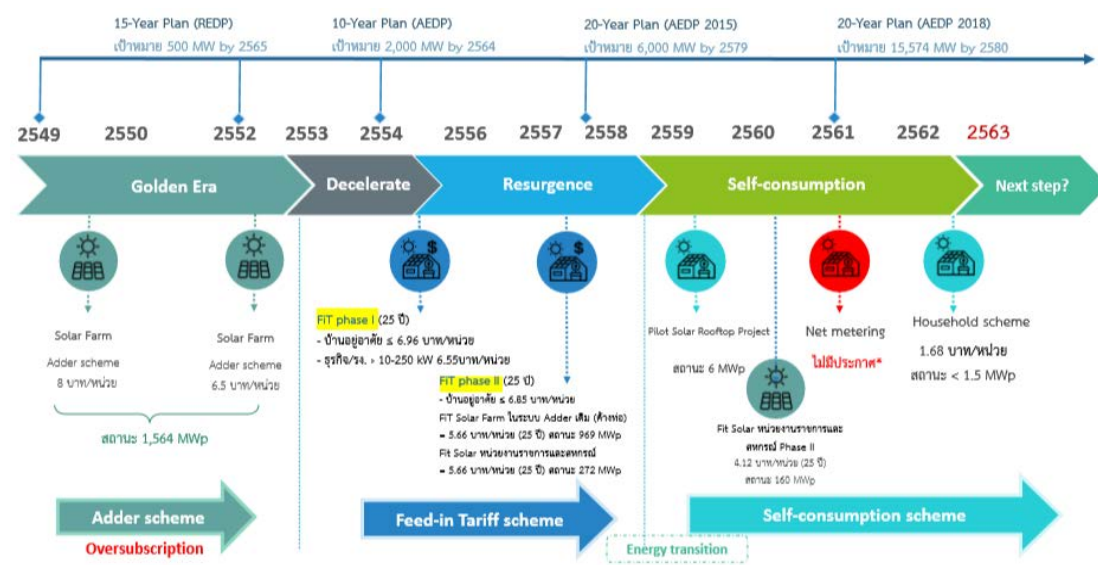 15-Year Plan (REDP)
เป้าหมาย 500 MW by 2565
10-Year Plan (AEDP)
เป้าหมาย 2,000 MW by 2564
20-Year Plan (AEDP 2015)
เป้าหมาย 6,000 MW by 2579
20-Year Plan (AEDP 2018)
เป้าหมาย 15,574 MW by 2580
2549 2550 2552 2553 2554 2556 2557 2558 2559 2560 2561 2562 2563
Golden Era
Decelerate
Resurgence
Self-consumption
Next step?
Solar Farm
Adder scheme
8 บาท/หน่วย
Solar Farm
Adder scheme
6.5 บาท/หน่วย
สถานะ 1,564 MWp
FiT phase I (25 ปี)
- บ้านอยู่อาศัย ≤ 6.96 บาท/หน่วย
- ธุรกิจ/รง. > 10-250 kW 6.55บาท/หน่วย
FiT phase II (25 ปี)
- บ้านอยู่อาศัย ≤ 6.85 บาท/หน่วย
FiT Solar Farm ในระบบ Adder เดิม (ค้างท่อ)
= 5.66 บาท/หน่วย (25 ปี) สถานะ 969 MWp
Fit Solar หน่วยงานราชการและสหกรณ์
= 5.66 บาท/หน่วย (25 ปี) สถานะ 272 MWp
Pilot Solar Rooftop Project
สถานะ 6 MWp
Fit Solar หน่วยงานราชการและ
สหกรณ์ Phase II
4.12 บาท/หน่วย (25 ปี)
สถานะ 160 MWp
Net metering
ไม่มีประกาศ*
Household scheme
1.68 บาท/หน่วย
สถานะ < 1.5 MWp
Adder scheme
Oversubscription
Feed-in Tariff scheme
Self-consumption scheme
Energy transition